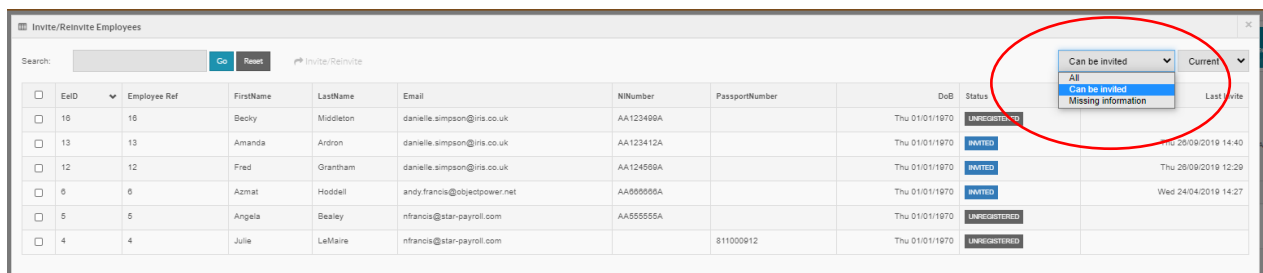 Invite/Reinvite Employees ×
Search: Go Reset Invite/Reinvite Can be invited Current
All
Can be invited
Missing information
EeID Employee Ref FirstName LastName Email NINumber PassportNumber DoB Status Last Invite
16 16 Becky Middleton danielle.simpson@iris.co.uk AA123499A Thu 01/01/1970 UNREGISTERED
13 13 Amanda Ardron danielle.simpson@iris.co.uk AA123412A Thu 01/01/1970 INVITED Thu 26/09/2019 14:40
12 12 Fred Grantham danielle.simpson@iris.co.uk AA124569A Thu 01/01/1970 INVITED Thu 26/09/2019 12:29
6 6 Azmat Hoddell andy.francis@objectpower.net AA666666A Thu 01/01/1970 INVITED Wed 24/04/2019 14:27
5 5 Angela Bealey nfrancis@star-payroll.com AA555555A Thu 01/01/1970 UNREGISTERED
4 4 Julie LeMaire nfrancis@star-payroll.com 811000912 Thu 01/01/1970 UNREGISTERED